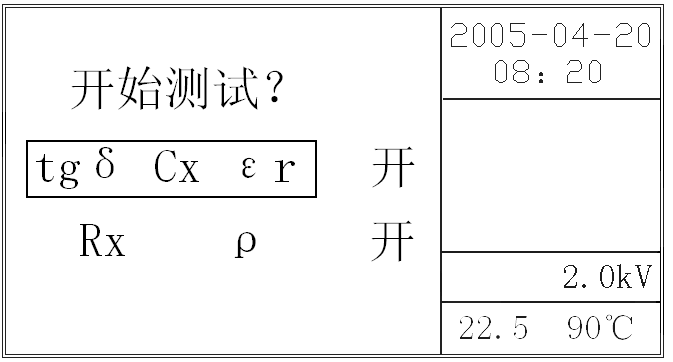 开始测试？
tgδ Cx εr 开
Rx ρ 开
2005-04-20
08：20
2.0kV
22.5 90℃